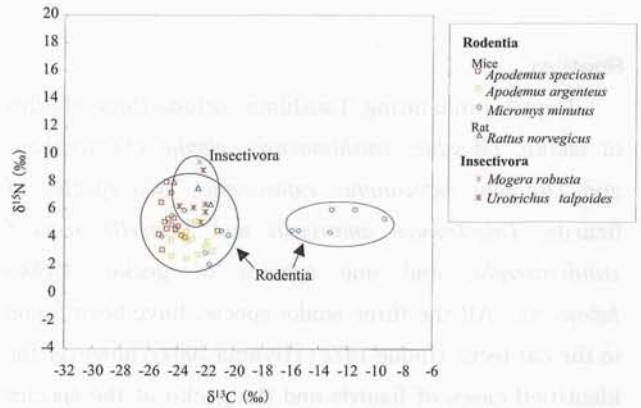 20
18
16
14
12
10
8
6
4
2
0
-2
-4
δ¹⁵N (‰)
Insectivora
Rodentia
-32 -30 -28 -26 -24 -22 -20 -18 -16 -14 -12 -10 -8 -6
δ¹³C (‰)
Rodentia
Mice
Apodemus speciosus
Apodemus argenteus
Micromys minutus
Rat
Rattus norvegicus
Insectivora
Mogera robusta
Urotrichus talpoides